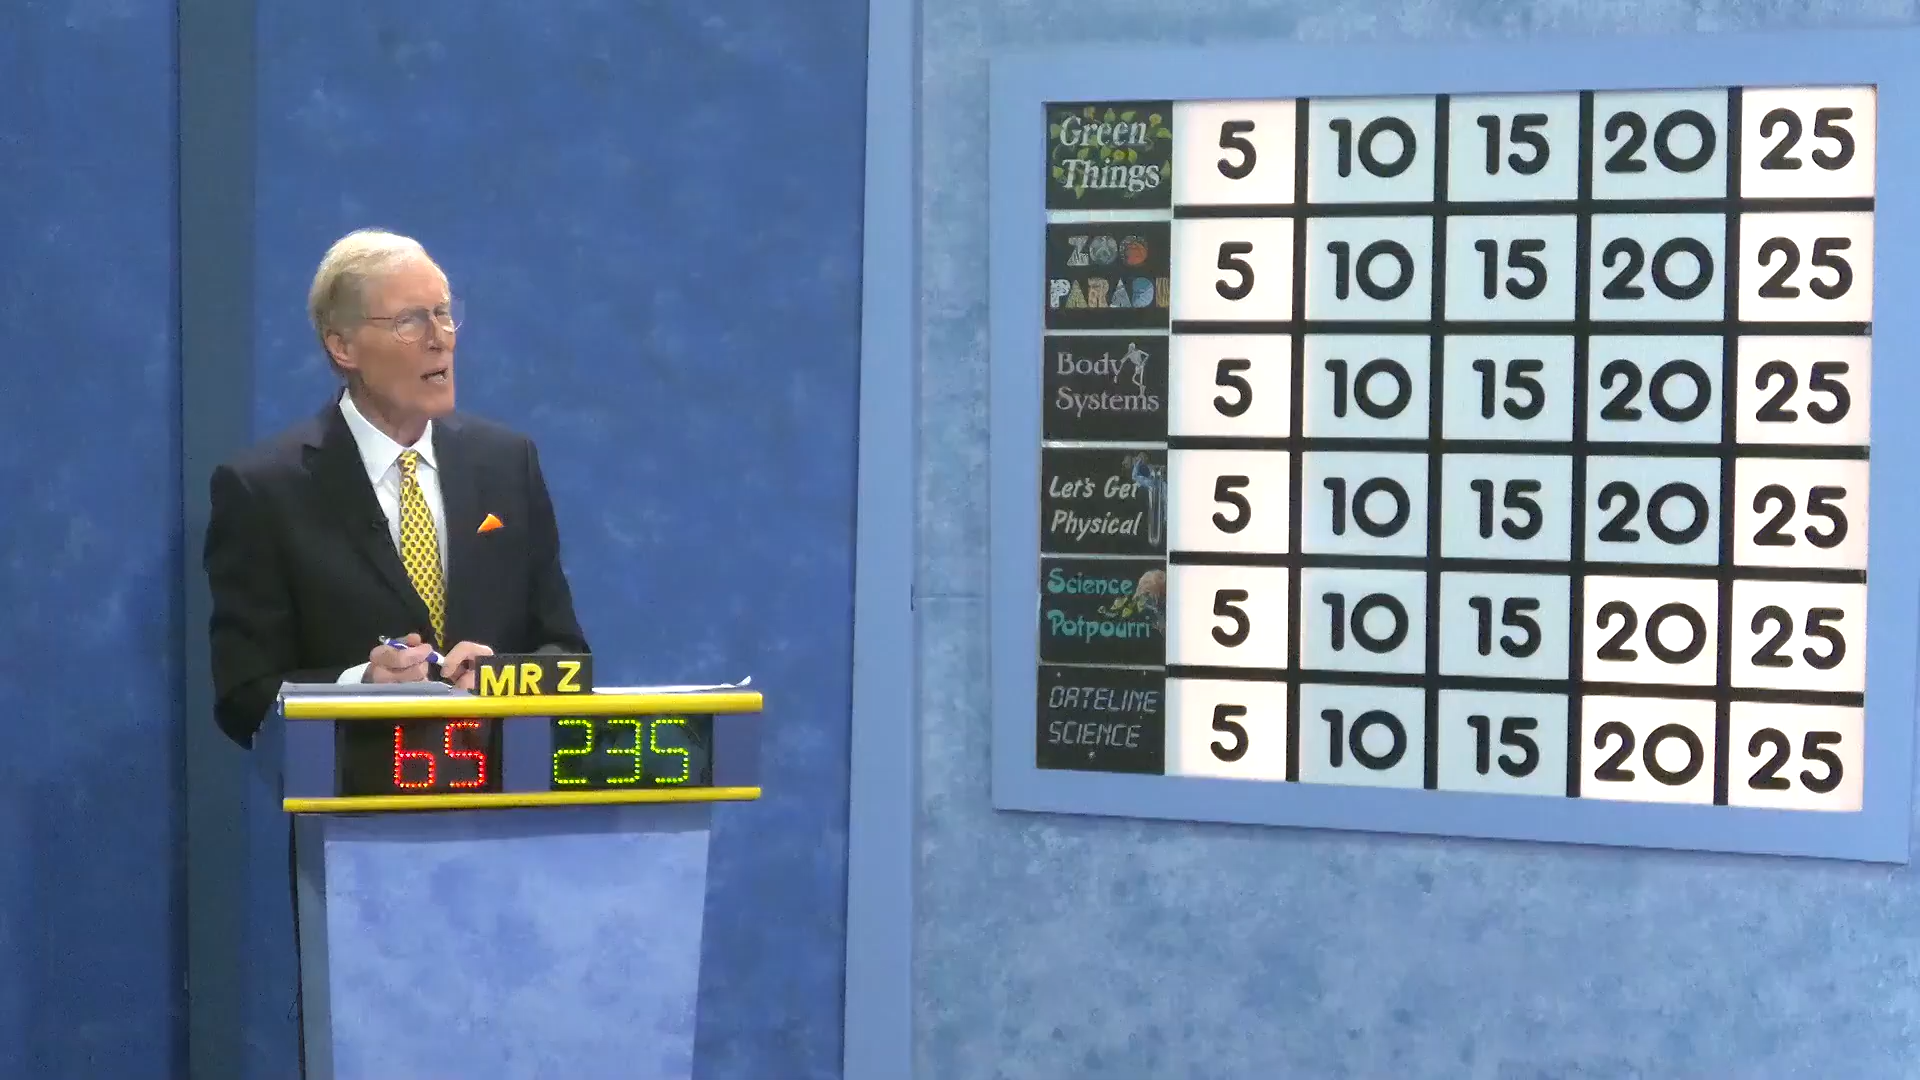 Green
Things
5 10 15 20 25
ZOO
PARADE
5 10 15 20 25
Body
Systems
5 10 15 20 25
Let's Get
Physical
5 10 15 20 25
Science
Potpourri
5 10 15 20 25
DATELINE
SCIENCE
5 10 15 20 25
MR Z
65 235